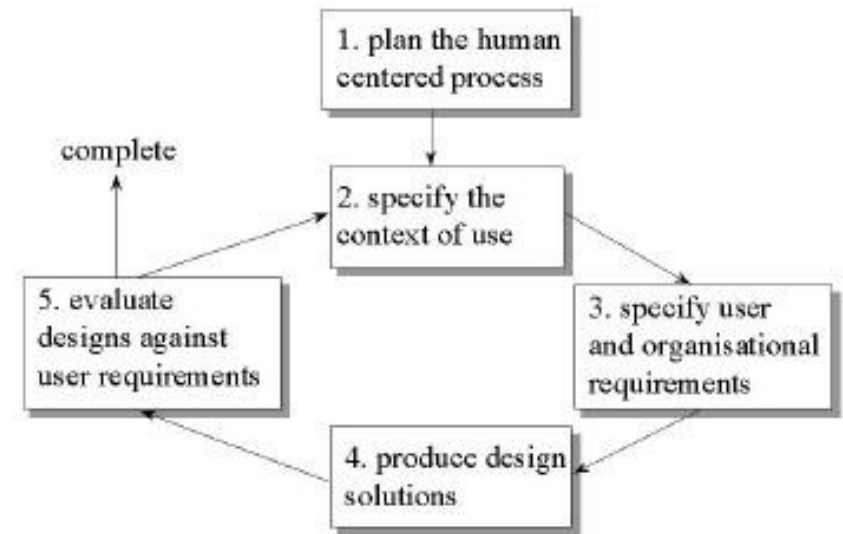 1. plan the human
centered process
complete
2. specify the
context of use
5. evaluate
designs against
user requirements
3. specify user
and organisational
requirements
4. produce design
solutions